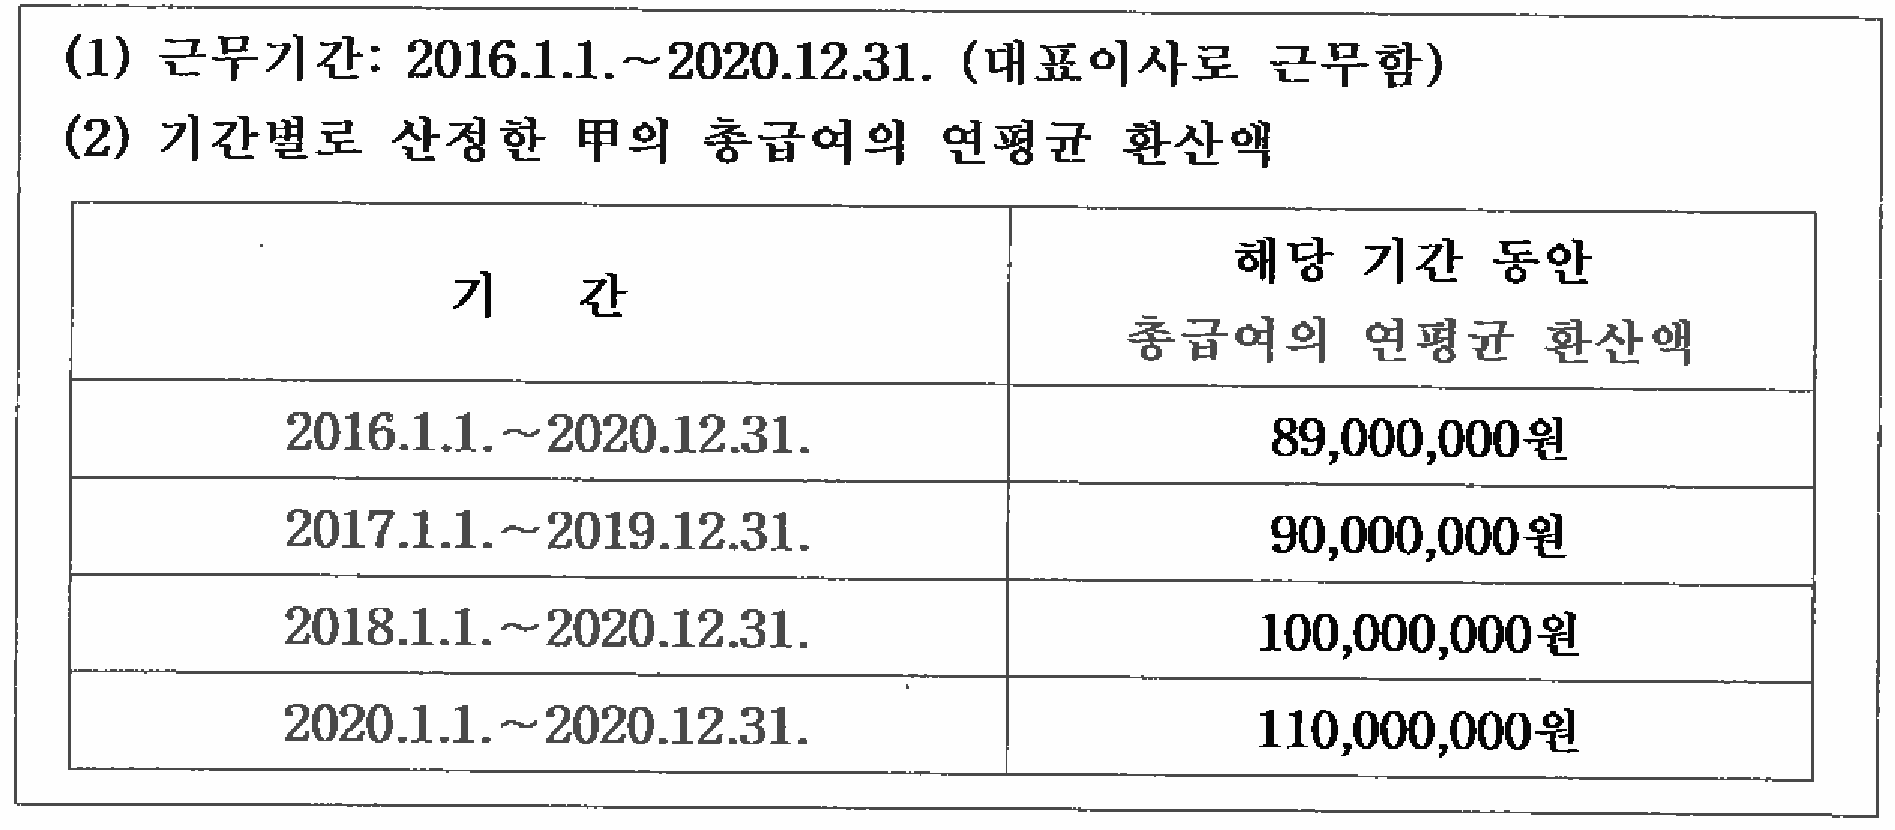 (1) 근무기간: 2016.1.1.~2020.12.31. (대표이사로 근무함)
(2) 기간별로 산정한 甲의 총급여의 연평균 환산액
기 간
해당 기간 동안
총급여의 연평균 환산액
2016.1.1.~2020.12.31. 89,000,000원
2017.1.1.~2019.12.31. 90,000,000원
2018.1.1.~2020.12.31. 100,000,000원
2020.1.1.~2020.12.31. 110,000,000원